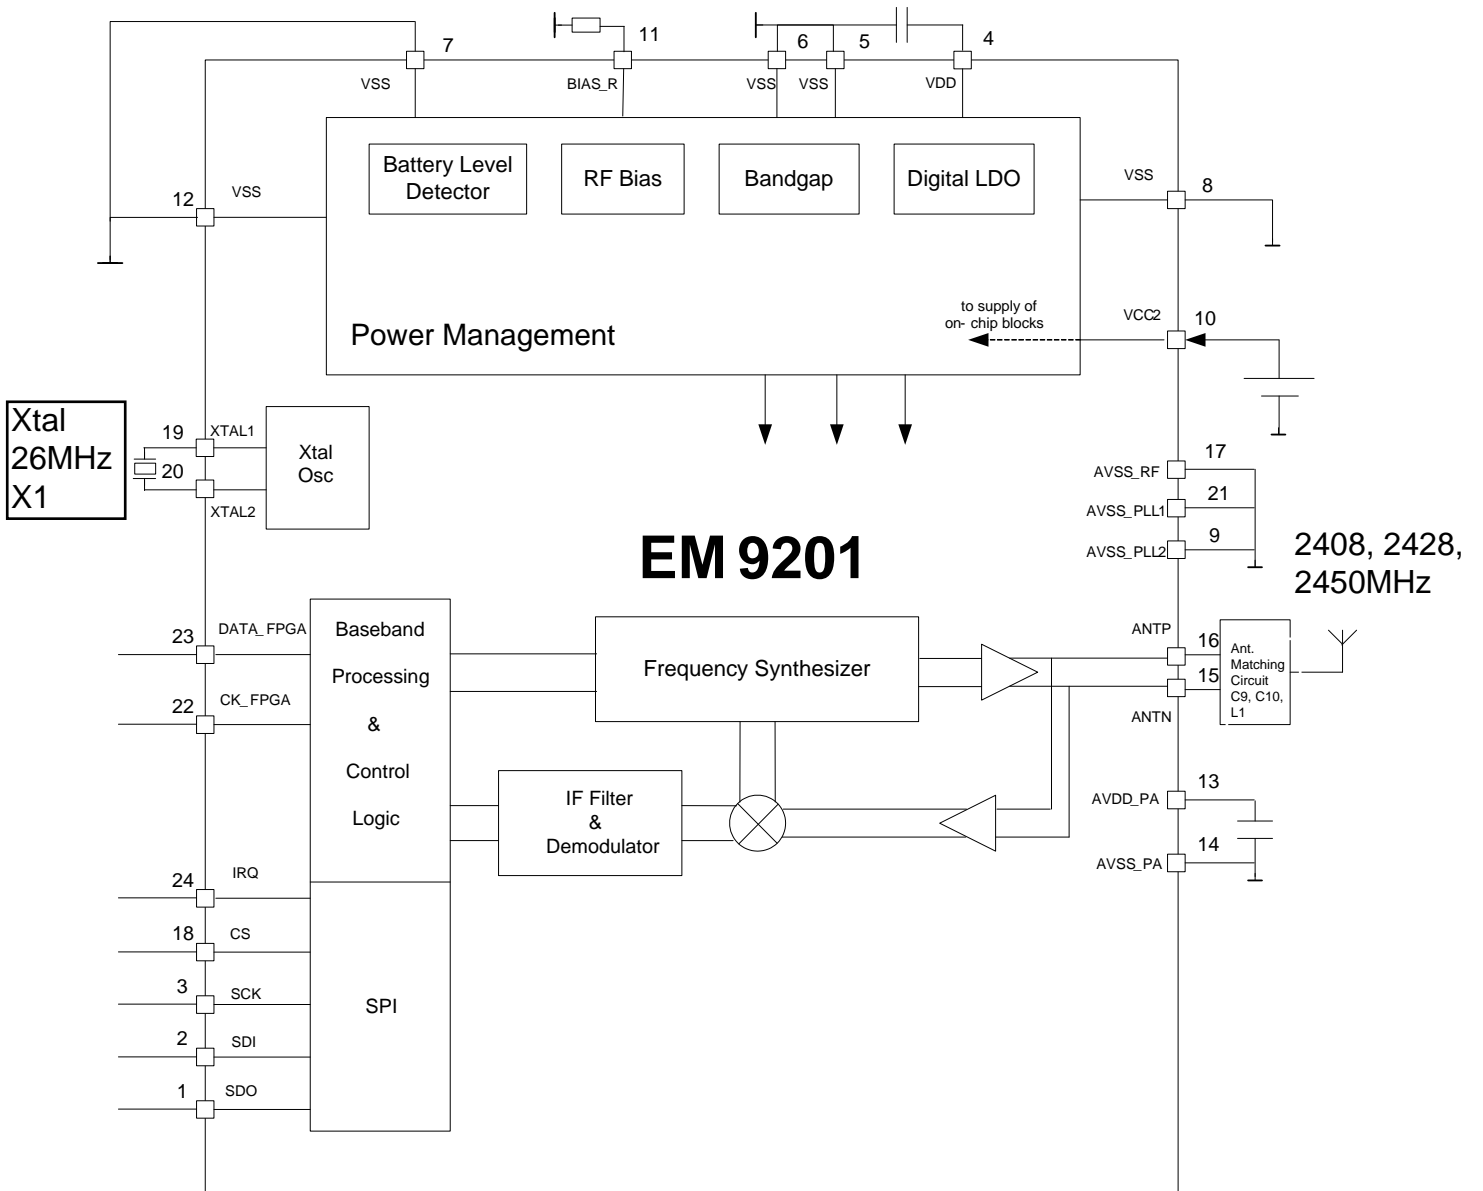 7
11
6
5
4
VSS
BIAS_R
VSS
VSS
VDD
Battery Level
Detector
RF Bias
Bandgap
Digital LDO
12
VSS
VSS
8
to supply of
on- chip blocks
VCC2
10
Power Management
Xtal
26MHz
X1
19
XTAL1
20
XTAL2
Xtal
Osc
17
AVSS_RF
21
AVSS_PLL1
9
AVSS_PLL2
EM 9201
2408, 2428,
2450MHz
23
DATA_FPGA
22
CK_FPGA
Baseband
Processing
&
Control
Logic
Frequency Synthesizer
ANTP
16
15
ANTN
Ant.
Matching
Circuit
C9, C10,
L1
IF Filter
&
Demodulator
13
AVDD_PA
14
AVSS_PA
24
IRQ
18
CS
3
SCK
2
SDI
1
SDO
SPI